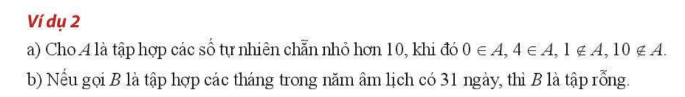 Ví dụ 2
a) Cho A là tập hợp các số tự nhiên chẵn nhỏ hơn 10, khi đó 0 ∈ A, 4 ∈ A, 1 ∉ A, 10 ∉ A.
b) Nếu gọi B là tập hợp các tháng trong năm âm lịch có 31 ngày, thì B là tập rỗng.